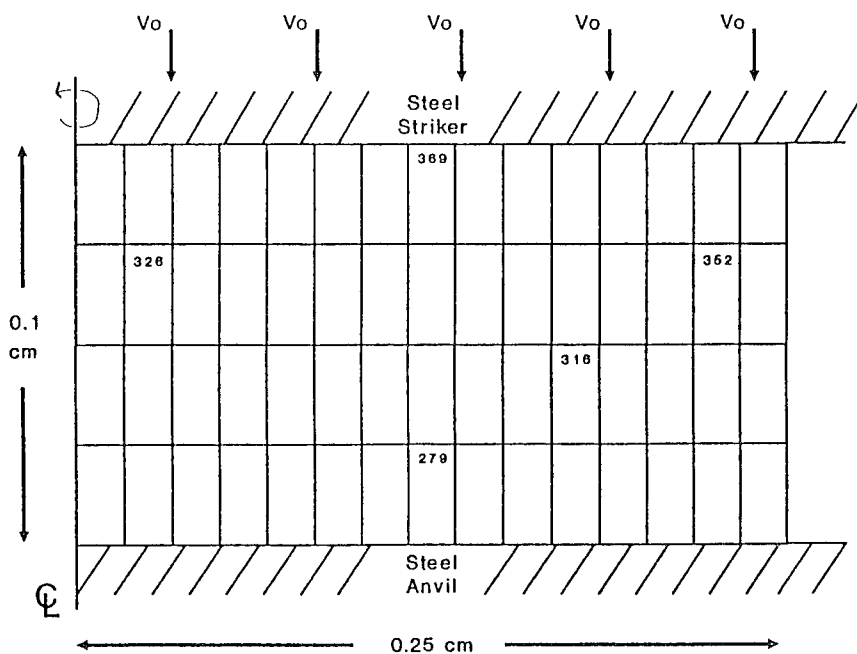 Vo Vo Vo Vo Vo
Steel
Striker
369
326 352
0.1
cm
316
279
Steel
Anvil
℄
0.25 cm